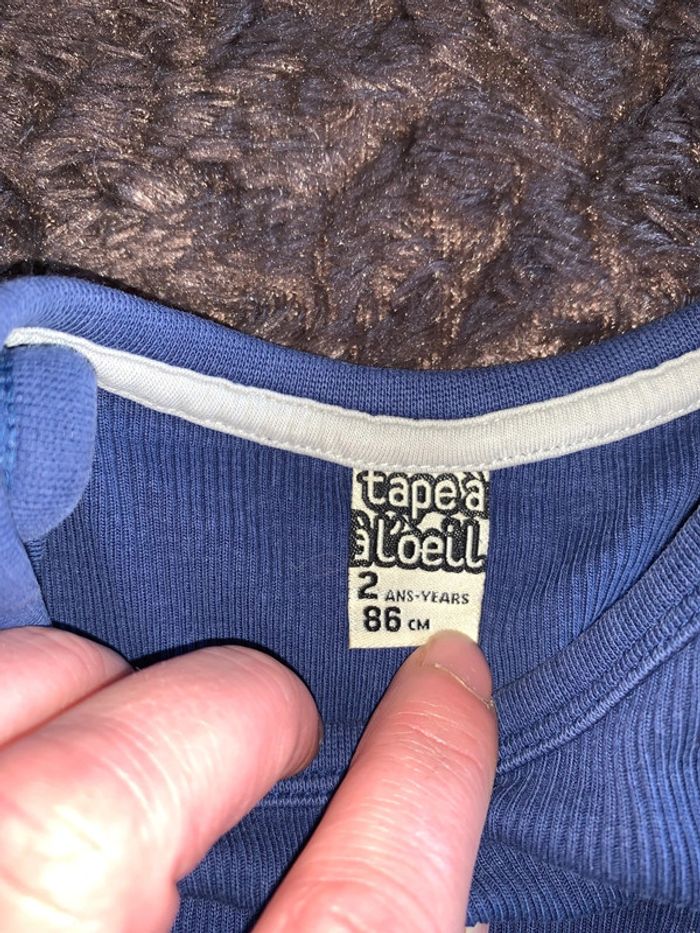 tape à
à l'oeil
2 ANS-YEARS
86 CM